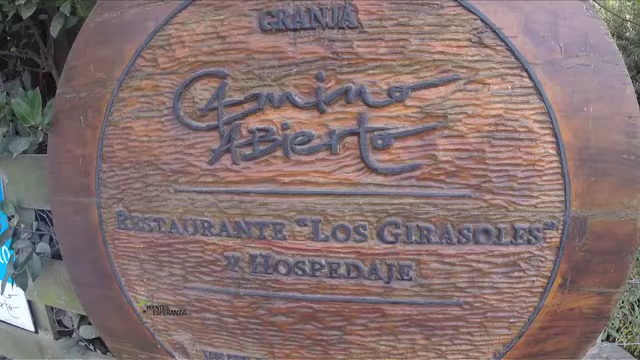 GRANJA
Camino
Abierto
RESTAURANTE "LOS GIRASOLES"
Y HOSPEDAJE